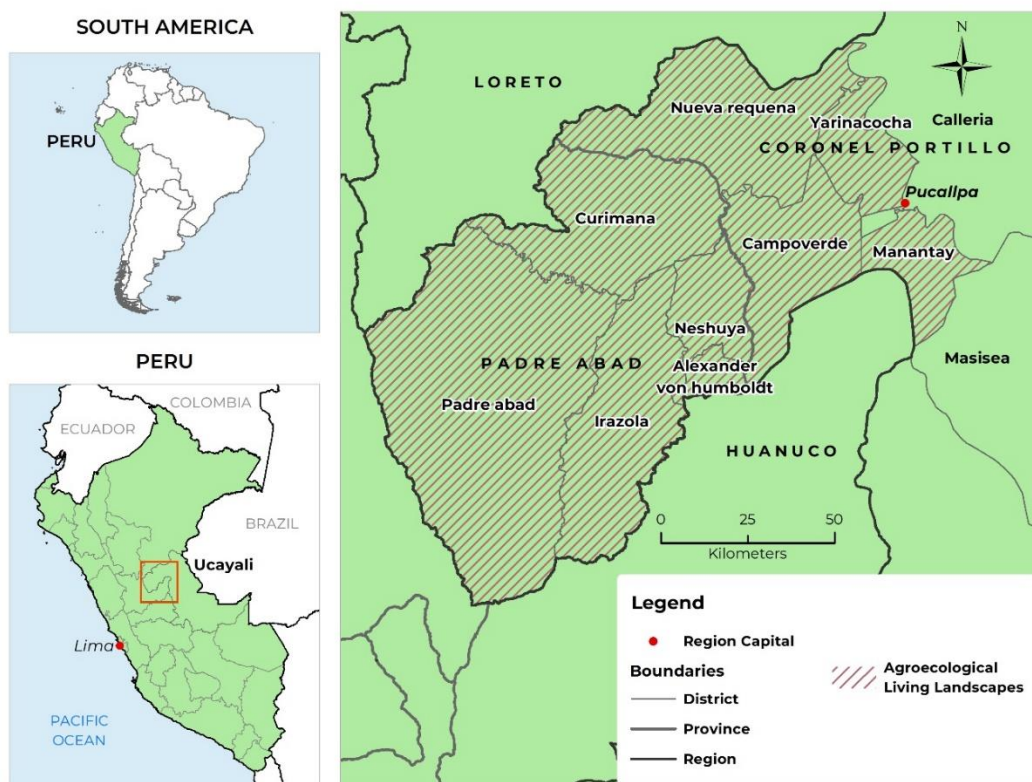 SOUTH AMERICA
PERU
PERU
COLOMBIA
ECUADOR
BRAZIL
Ucayali
Lima
PACIFIC
OCEAN
N
LORETO
Nueva requena
Yarinacocha
Calleria
CORONEL PORTILLO
Pucallpa
Curimana
Campoverde
Manantay
Neshuya
Masisea
PADRE ABAD
Alexander
von humboldt
Padre abad
Irazola
HUANUCO
0 25 50
Kilometers
Legend
Region Capital
Boundaries
District
Province
Region
Agroecological
Living Landscapes